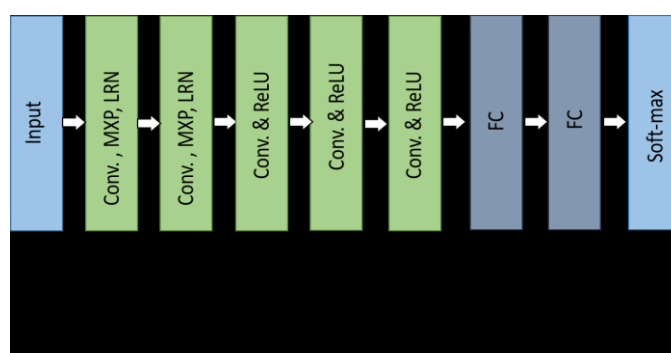 Input
Conv. , MXP, LRN
Conv. , MXP, LRN
Conv. & ReLU
Conv. & ReLU
Conv. & ReLU
FC
FC
Soft-max